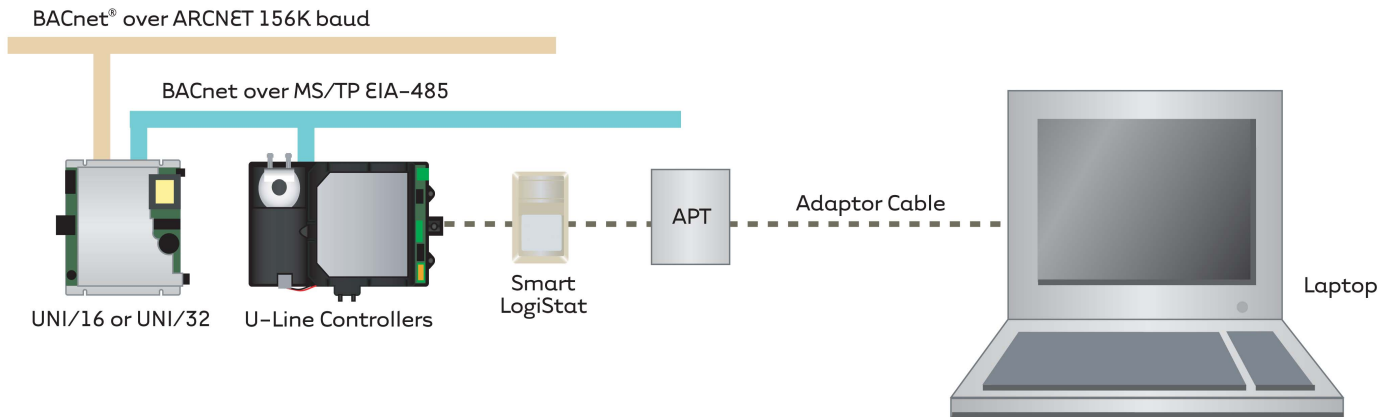 BACnet® over ARCNET 156K baud
BACnet over MS/TP EIA-485
APT
Adaptor Cable
Laptop
Smart
LogiStat
UNI/16 or UNI/32
U-Line Controllers